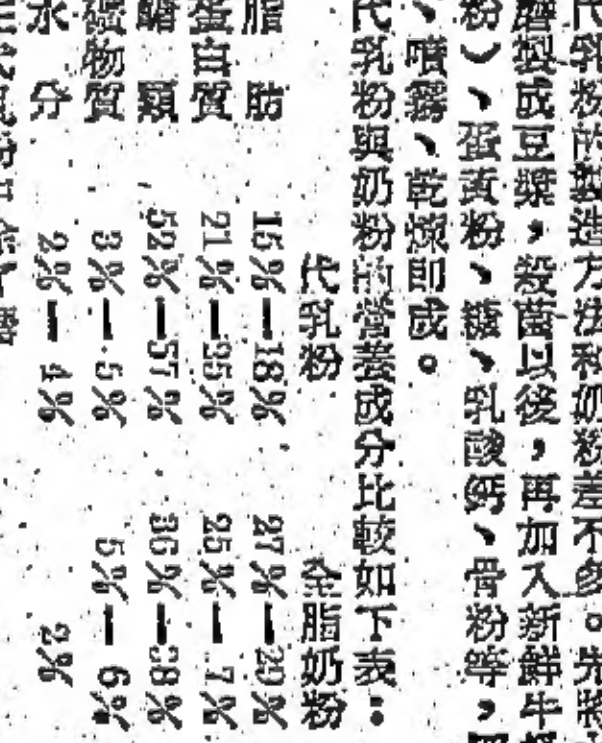 代乳粉的製造方法和奶粉差不多。先將
磨製成豆漿，殺菌以後，再加入新鮮牛
粉）、蛋黃粉、糖、乳酸鈣、骨粉等，
、噴霧、乾燥即成。
代乳粉與奶粉的營養成分比較如下表：
代乳粉 全脂奶粉
脂肪 15％—18％ 27％—29％
蛋白質 21％—25％ 25％—7％
醣類 52％—57％ 36％—38％
礦物質 3％—5％ 5％—6％
水分 2％—4％ 2％